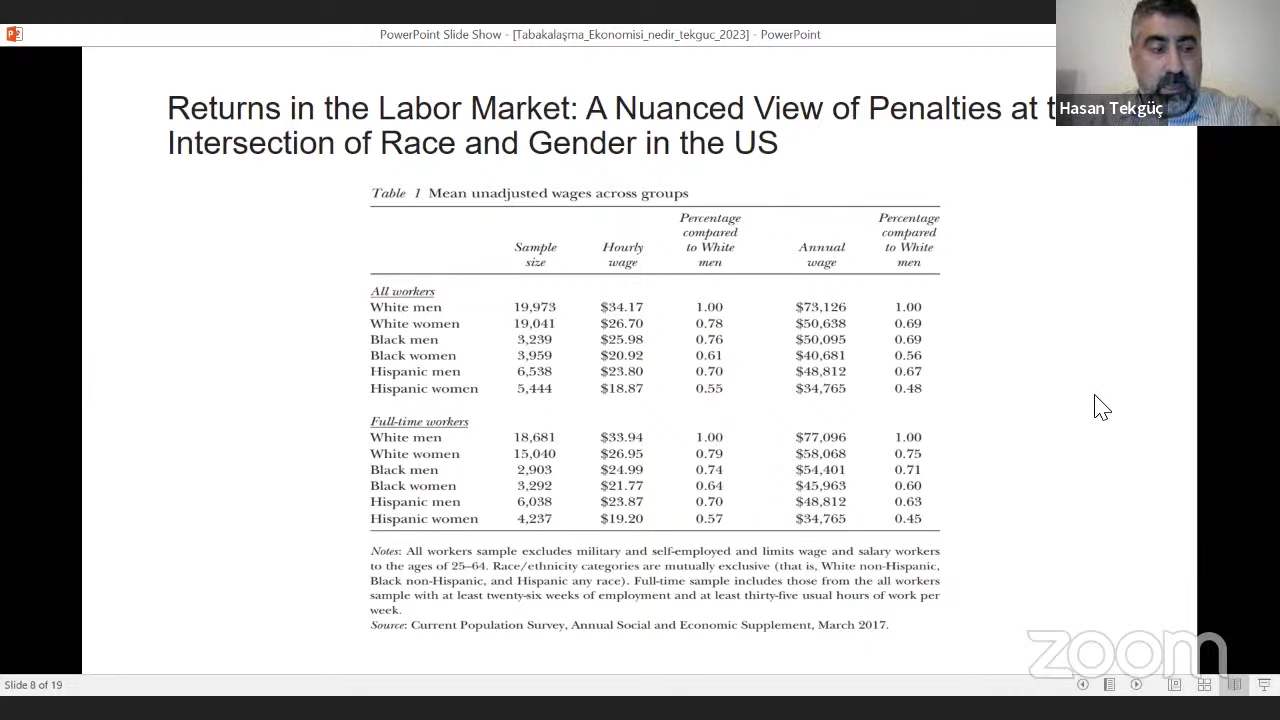 PowerPoint Slide Show - [Tabakalaşma_Ekonomisi_nedir_tekguc_2023] - PowerPoint
Hasan Tekgüç
Returns in the Labor Market: A Nuanced View of Penalties at
Intersection of Race and Gender in the US
Table 1 Mean unadjusted wages across groups
Sample size Hourly wage Percentage compared to White men Annual wage Percentage compared to White men
All workers
White men 19,973 $34.17 1.00 $73,126 1.00
White women 19,041 $26.70 0.78 $50,638 0.69
Black men 3,239 $25.98 0.76 $50,095 0.69
Black women 3,959 $20.92 0.61 $40,681 0.56
Hispanic men 6,538 $23.80 0.70 $48,812 0.67
Hispanic women 5,444 $18.87 0.55 $34,765 0.48
Full-time workers
White men 18,681 $33.94 1.00 $77,096 1.00
White women 15,040 $26.95 0.79 $58,068 0.75
Black men 2,903 $24.99 0.74 $54,401 0.71
Black women 3,292 $21.77 0.64 $45,963 0.60
Hispanic men 6,038 $23.87 0.70 $48,812 0.63
Hispanic women 4,237 $19.20 0.57 $34,765 0.45
Notes: All workers sample excludes military and self-employed and limits wage and salary workers
to the ages of 25–64. Race/ethnicity categories are mutually exclusive (that is, White non-Hispanic,
Black non-Hispanic, and Hispanic any race). Full-time sample includes those from the all workers
sample with at least twenty-six weeks of employment and at least thirty-five usual hours of work per
week.
Source: Current Population Survey, Annual Social and Economic Supplement, March 2017.
zoom
Slide 8 of 19